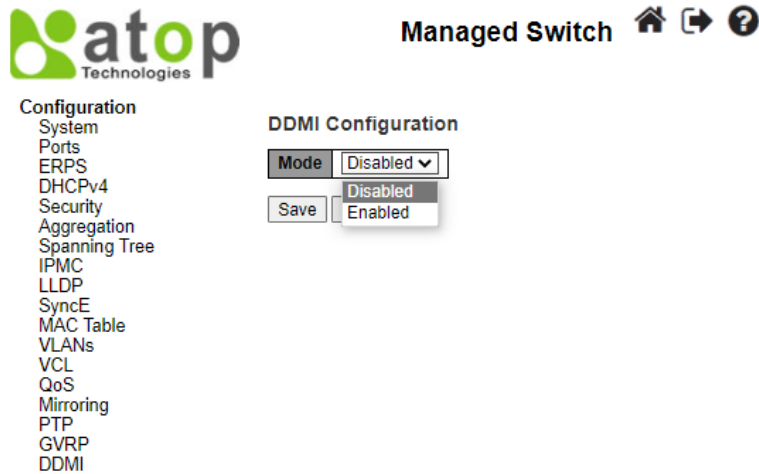 atop
Technologies
Managed Switch
Configuration
System
Ports
ERPS
DHCPv4
Security
Aggregation
Spanning Tree
IPMC
LLDP
SyncE
MAC Table
VLANs
VCL
QoS
Mirroring
PTP
GVRP
DDMI
DDMI Configuration
Mode Disabled
Disabled
Enabled
Save